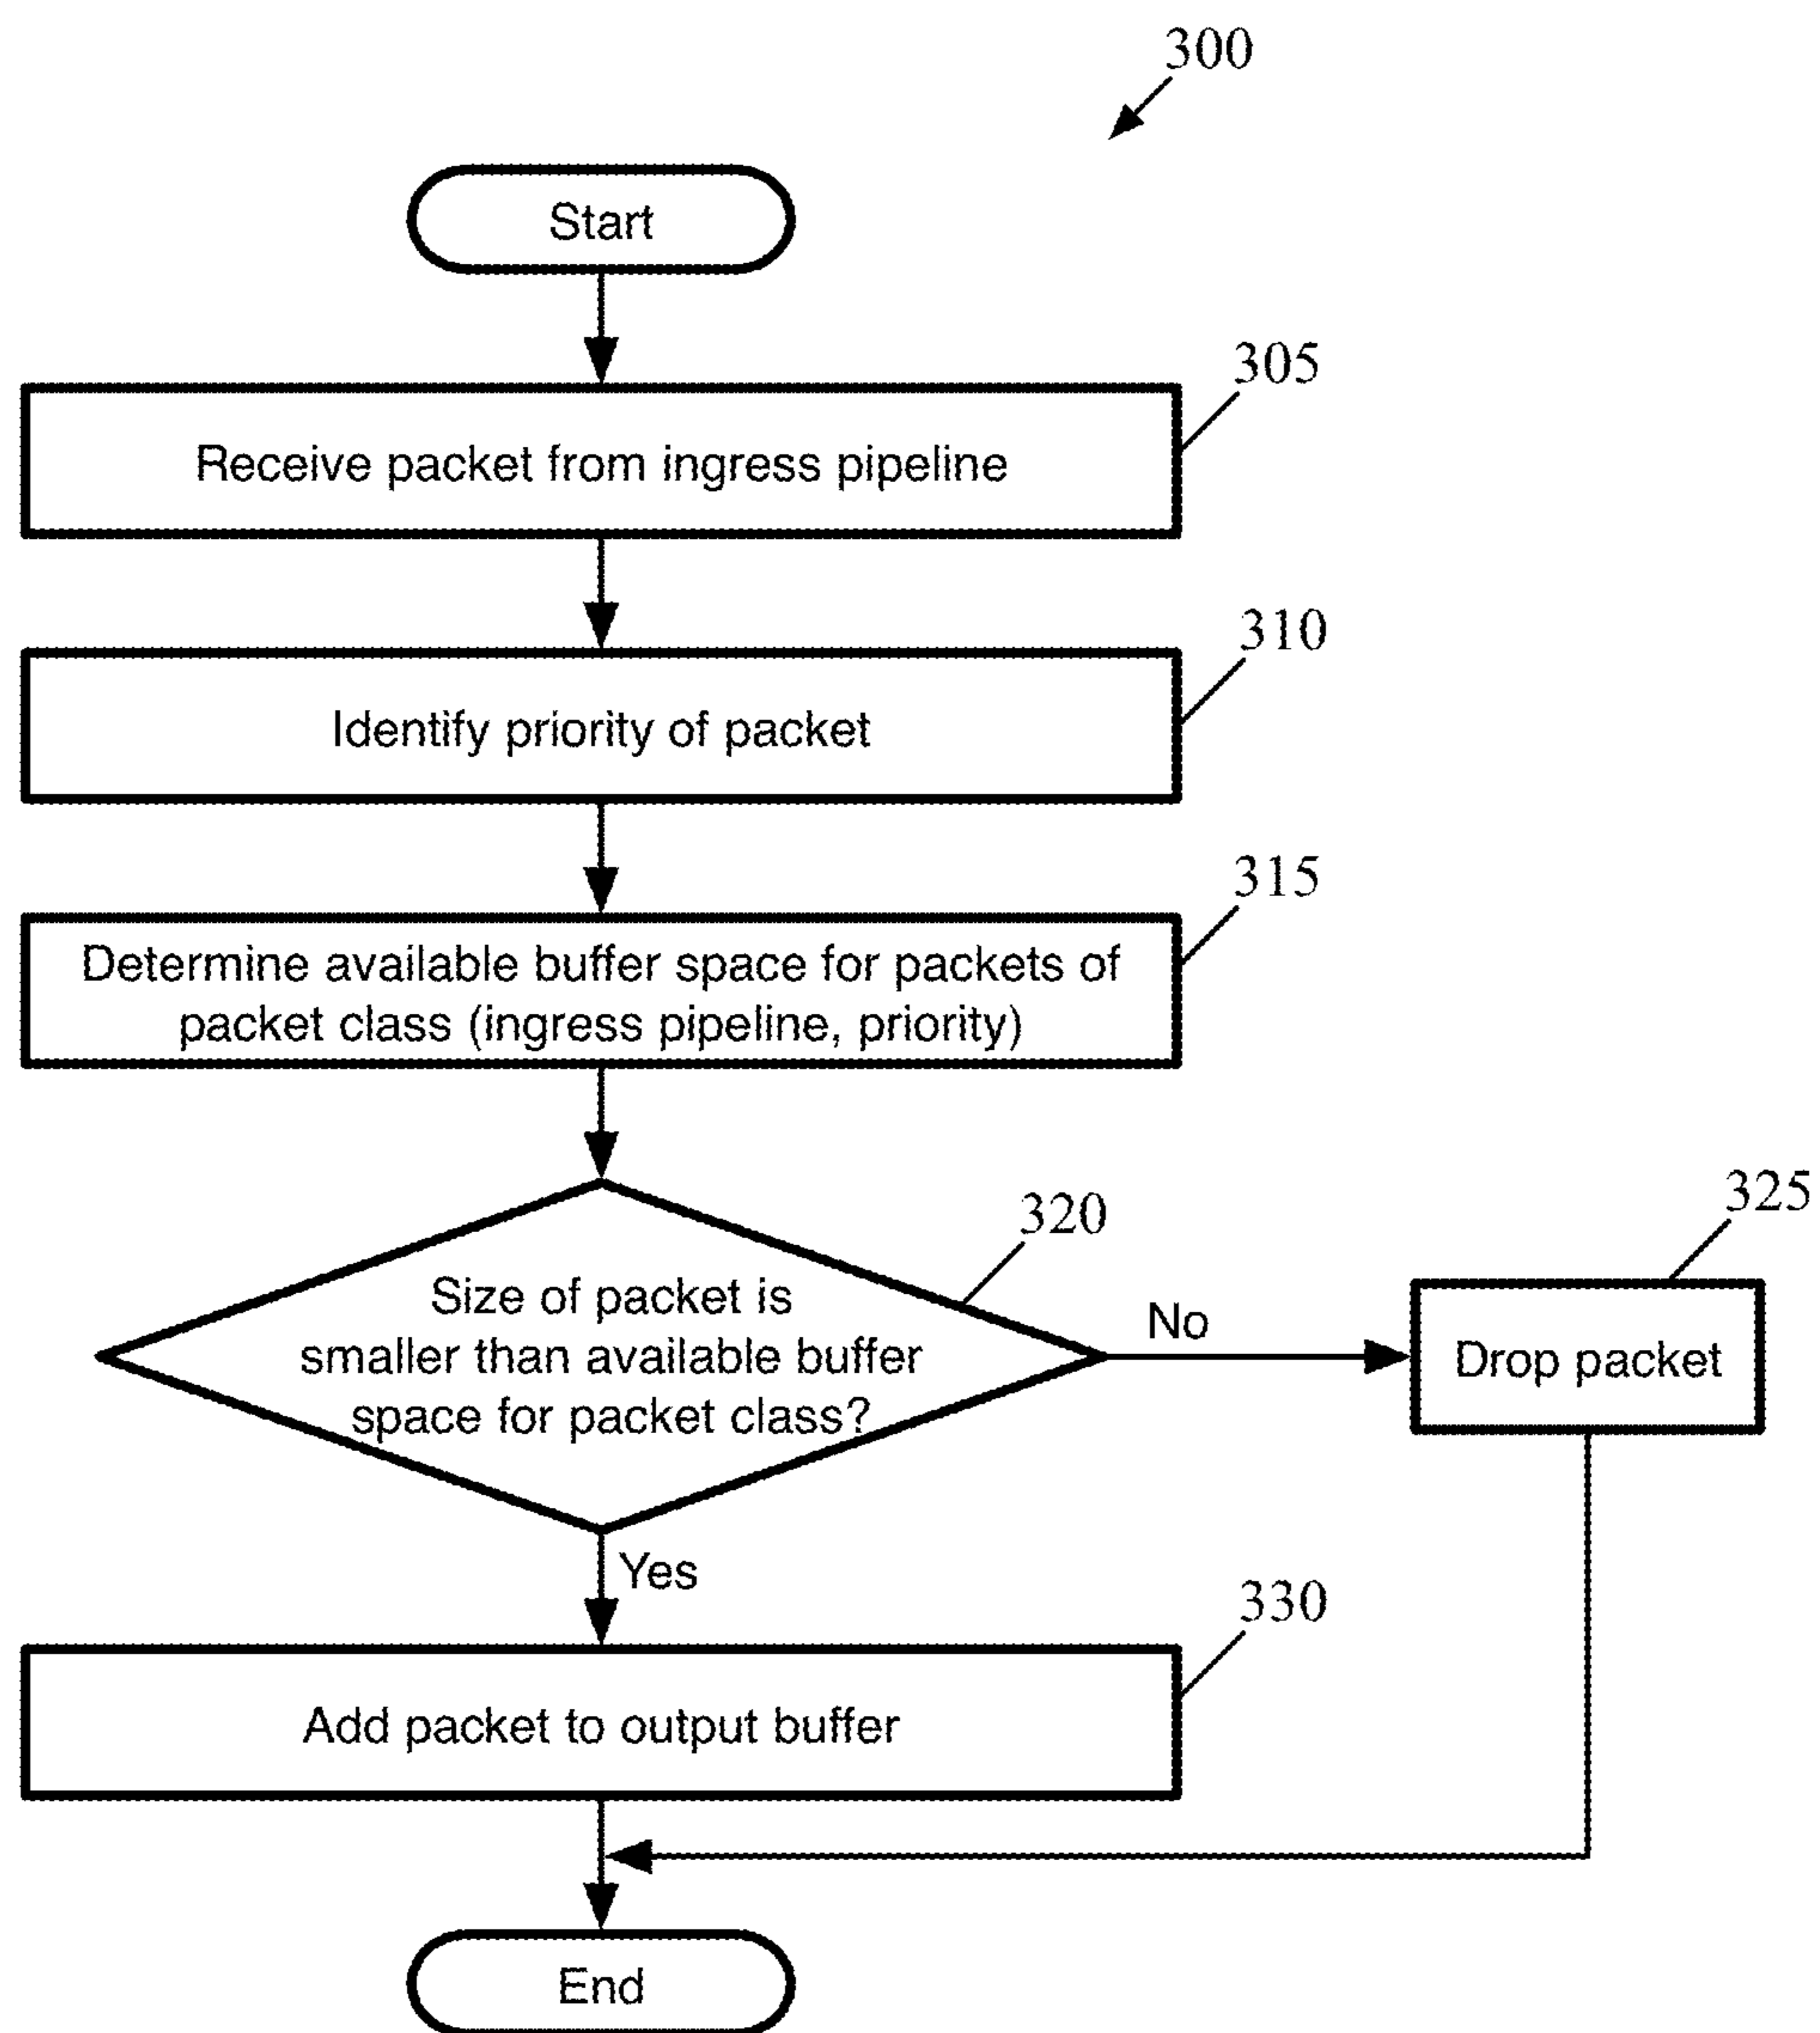 300
Start
305
Receive packet from ingress pipeline
310
Identify priority of packet
315
Determine available buffer space for packets of
packet class (ingress pipeline, priority)
320
Size of packet is
smaller than available buffer
space for packet class?
No
325
Drop packet
Yes
330
Add packet to output buffer
End